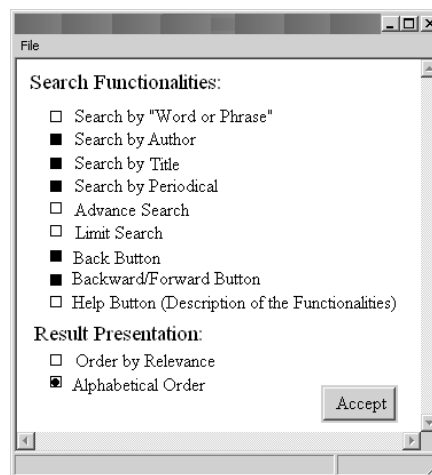 File
Search Functionalities:
Search by "Word or Phrase"
Search by Author
Search by Title
Search by Periodical
Advance Search
Limit Search
Back Button
Backward/Forward Button
Help Button (Description of the Functionalities)
Result Presentation:
Order by Relevance
Alphabetical Order
Accept